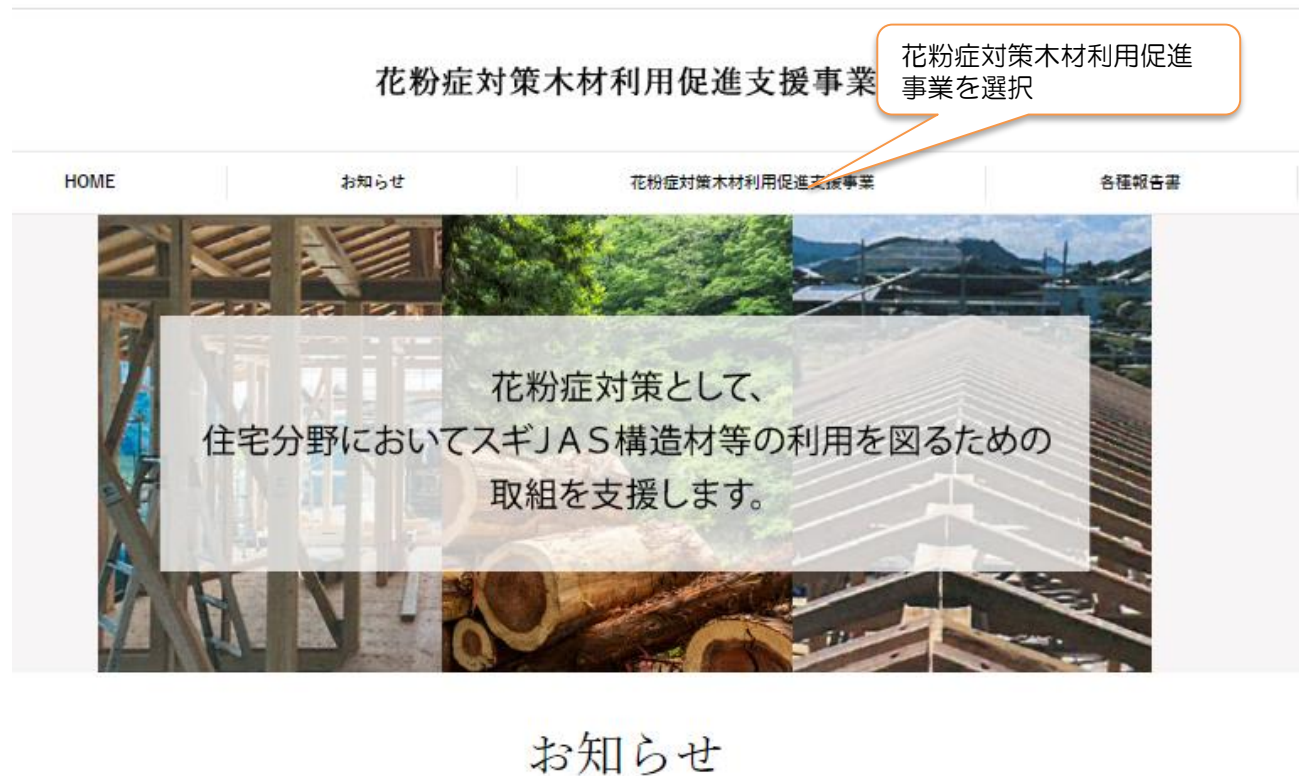 花粉症対策木材利用促進支援事業
花粉症対策木材利用促進
事業を選択
HOME
お知らせ
花粉症対策木材利用促進支援事業
各種報告書
花粉症対策として、
住宅分野においてスギJAS構造材等の利用を図るための
取組を支援します。
お知らせ